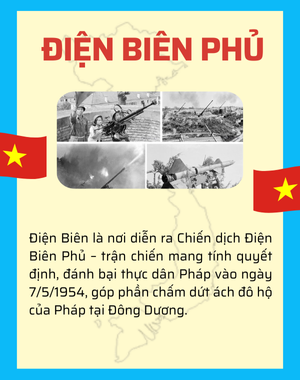 ĐIỆN BIÊN PHỦ
Điện Biên là nơi diễn ra Chiến dịch Điện
Biên Phủ – trận chiến mang tính quyết
định, đánh bại thực dân Pháp vào ngày
7/5/1954, góp phần chấm dứt ách đô hộ
của Pháp tại Đông Dương.